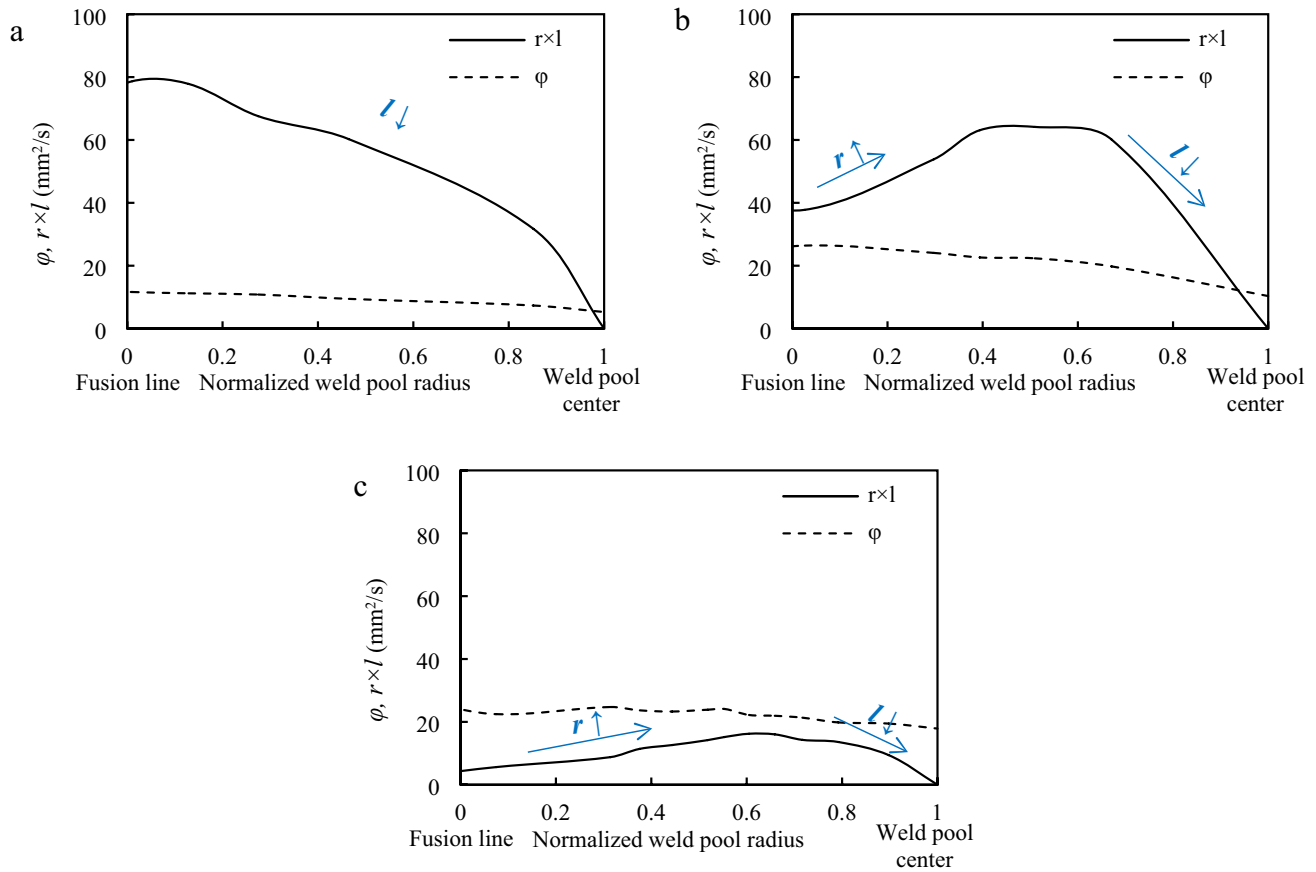 a
100
80
60
40
20
0
φ, r×l (mm²/s)
r×l
φ
l↓
0 0.2 0.4 0.6 0.8 1
Fusion line Normalized weld pool radius Weld pool
center
b
100
80
60
40
20
0
φ, r×l (mm²/s)
r×l
φ
r↑
l↓
0 0.2 0.4 0.6 0.8 1
Fusion line Normalized weld pool radius Weld pool
center
c
100
80
60
40
20
0
φ, r×l (mm²/s)
r×l
φ
r↑
l↓
0 0.2 0.4 0.6 0.8 1
Fusion line Normalized weld pool radius Weld pool
center